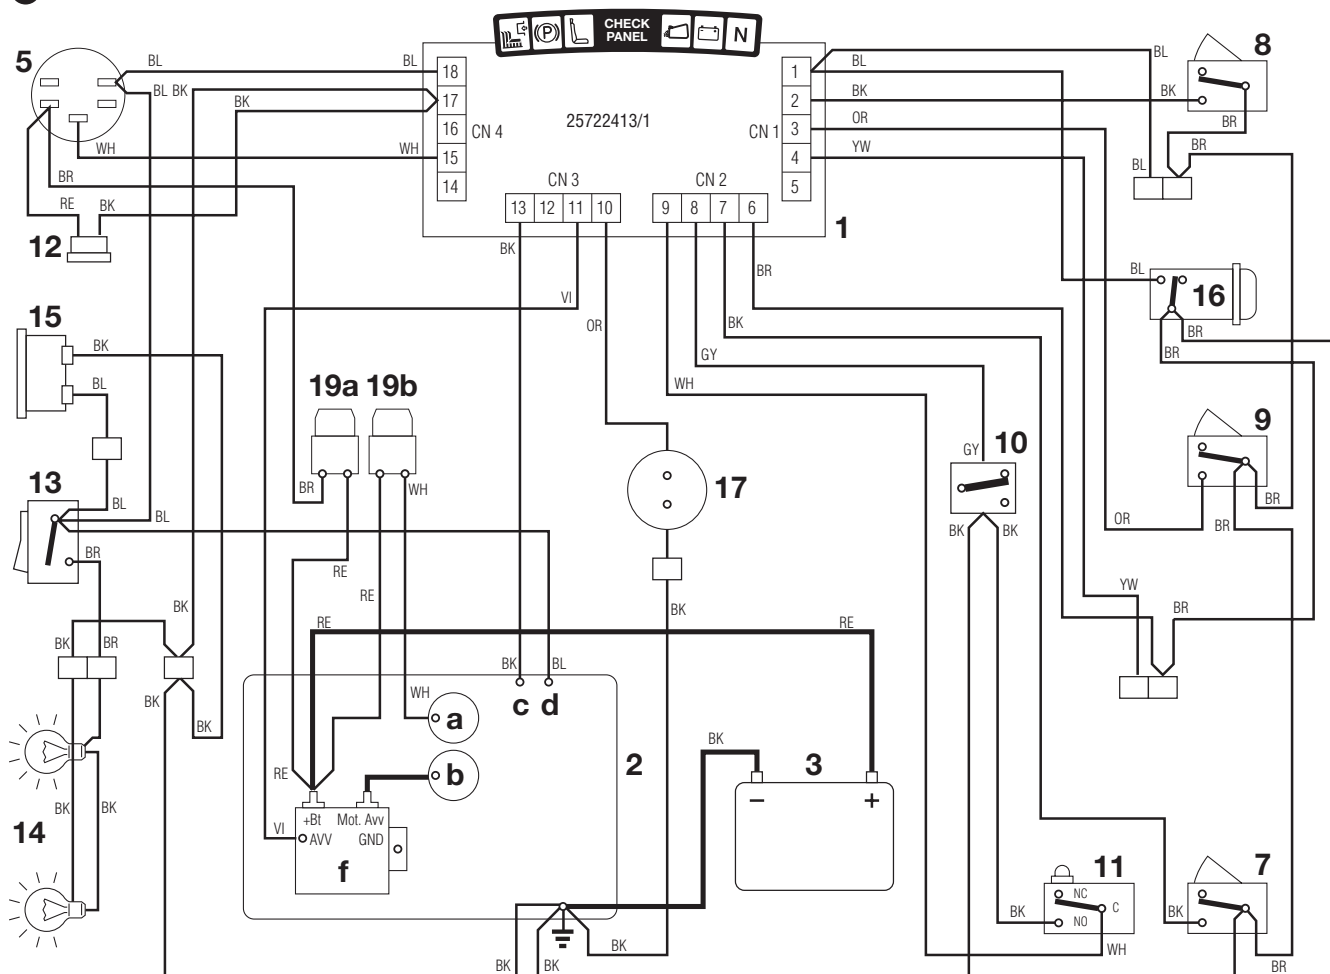 CHECK
PANEL
P
N
5
BL
BL
18
1
BL
BL
8
BL
BK
BK
17
2
BK
BK
16
CN 4
25722413/1
CN 1
3
OR
BR
WH
WH
15
4
YW
BR
BR
14
CN 3
CN 2
5
BL
RE
BK
13
12
11
10
9
8
7
6
1
12
BK
BR
BL
16
15
VI
OR
BK
BR
BK
BR
GY
BL
19a
19b
WH
9
10
GY
13
BR
WH
17
BR
BL
BL
OR
BR
BK
BK
BR
RE
YW
RE
BK
BK
BR
RE
RE
BK
BR
BK
BL
BK
WH
c
d
a
BK
BK
2
3
RE
b
–
+
BK
BK
14
VI
+Bt
Mot. Avv
AVV
GND
f
11
7
NC
C
BK
NO
BK
BK
WH
BK
BK
BR